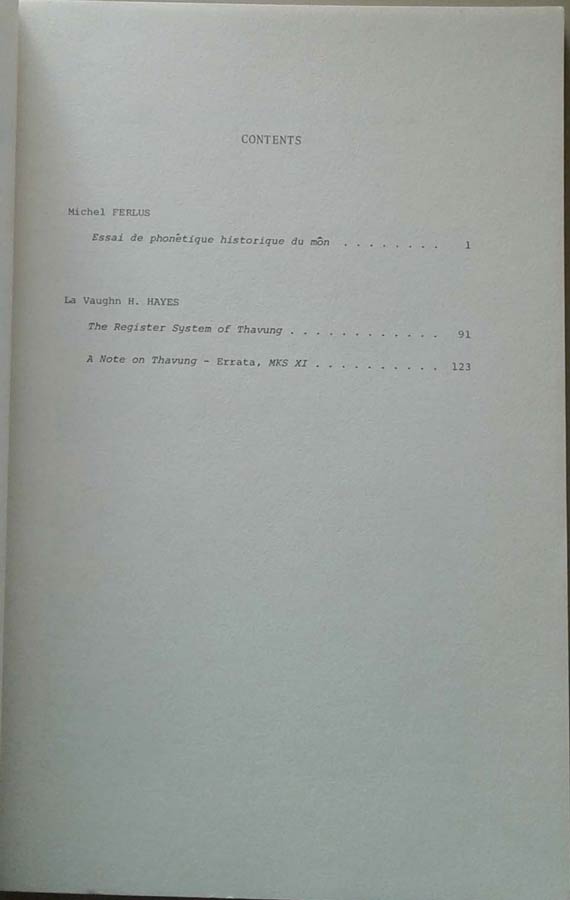 CONTENTS
Michel FERLUS
Essai de phonétique historique du môn . . . . . . . . 1
La Vaughn H. HAYES
The Register System of Thavung . . . . . . . . . . . . 91
A Note on Thavung - Errata, MKS XI . . . . . . . . . . 123